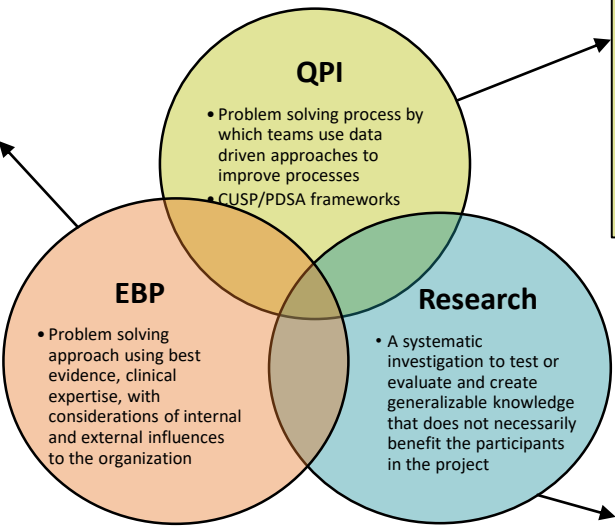 QPI
• Problem solving process by
which teams use data
driven approaches to
improve processes
• CUSP/PDSA frameworks
EBP
• Problem solving
approach using best
evidence, clinical
expertise, with
considerations of internal
and external influences
to the organization
Research
• A systematic
investigation to test or
evaluate and create
generalizable knowledge
that does not necessarily
benefit the participants
in the project